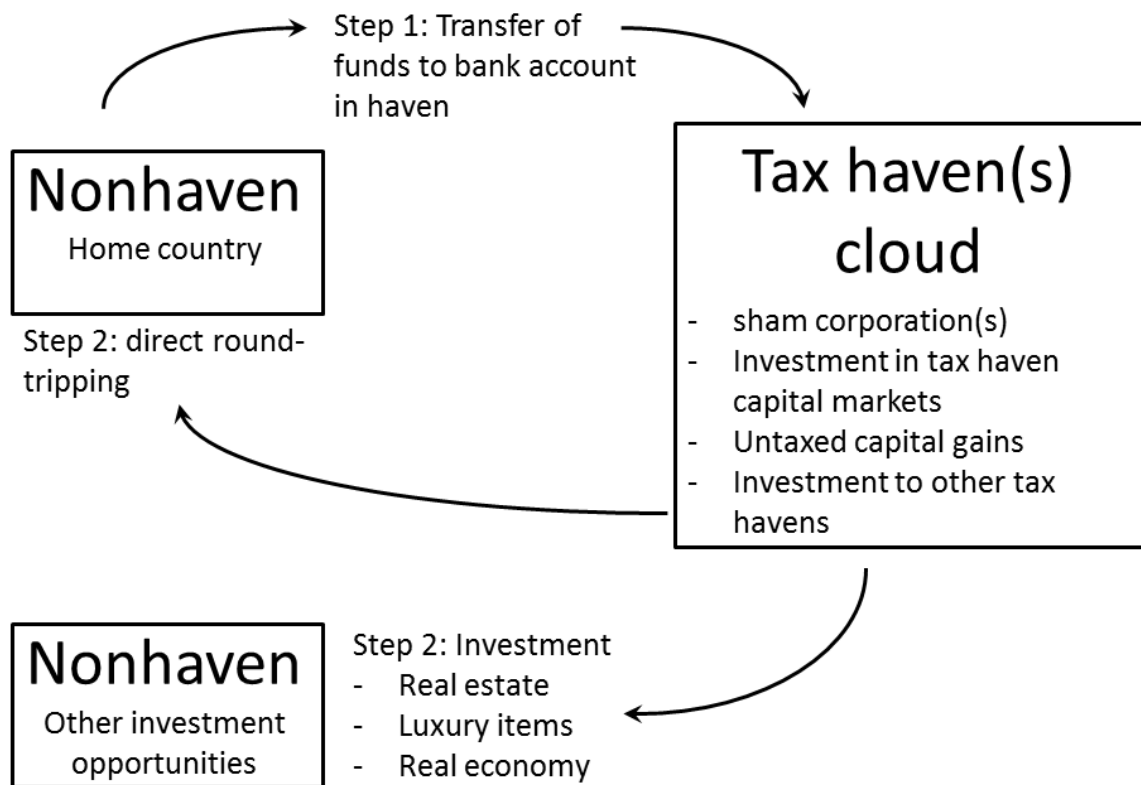 Step 1: Transfer of
funds to bank account
in haven
Nonhaven
Home country
Step 2: direct round-
tripping
Tax haven(s)
cloud
- sham corporation(s)
- Investment in tax haven
capital markets
- Untaxed capital gains
- Investment to other tax
havens
Nonhaven
Other investment
opportunities
Step 2: Investment
- Real estate
- Luxury items
- Real economy